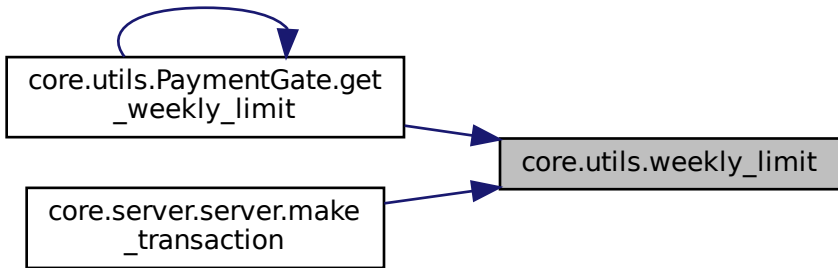 core.utils.PaymentGate.get
_weekly_limit
core.utils.weekly_limit
core.server.server.make
_transaction